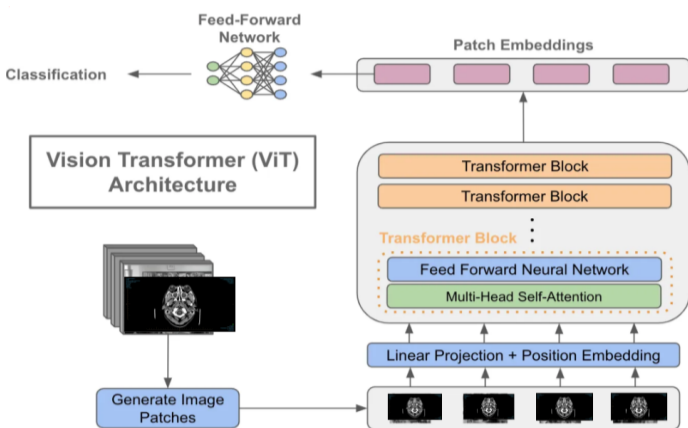 Feed-Forward
Network
Patch Embeddings
Classification
Vision Transformer (ViT)
Architecture
Transformer Block
Transformer Block
Transformer Block
Feed Forward Neural Network
Multi-Head Self-Attention
Linear Projection + Position Embedding
Generate Image
Patches